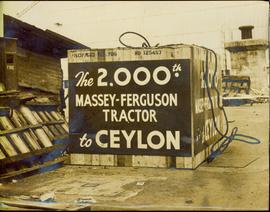 The 2.000th
MASSEY-FERGUSON
TRACTOR
to CEYLON